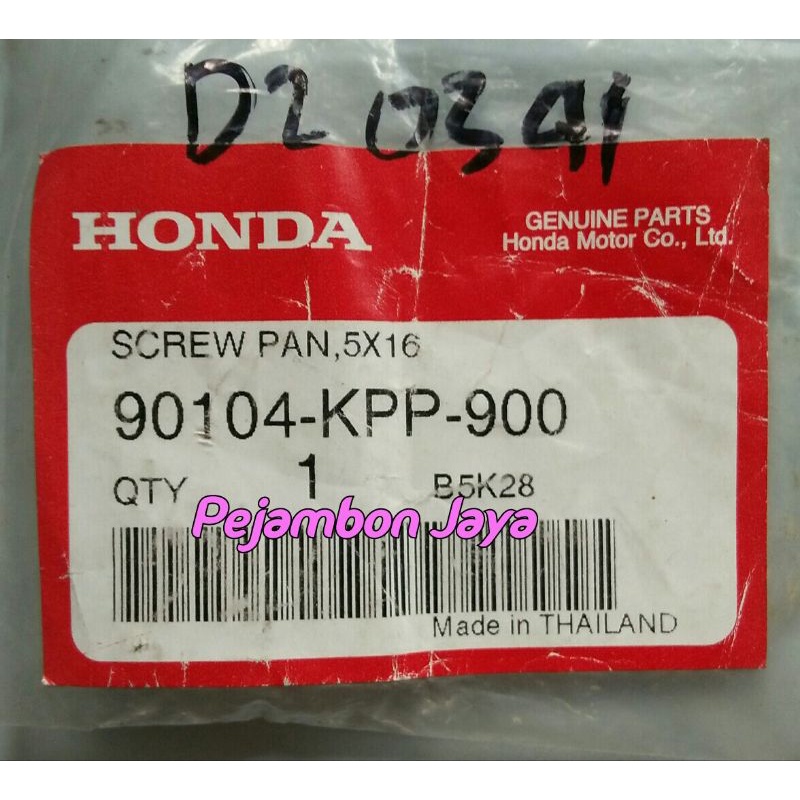 D20391
HONDA
GENUINE PARTS
Honda Motor Co., Ltd.
SCREW PAN,5X16
90104-KPP-900
QTY 1 B5K28
Pejambon Jaya
Made in THAILAND